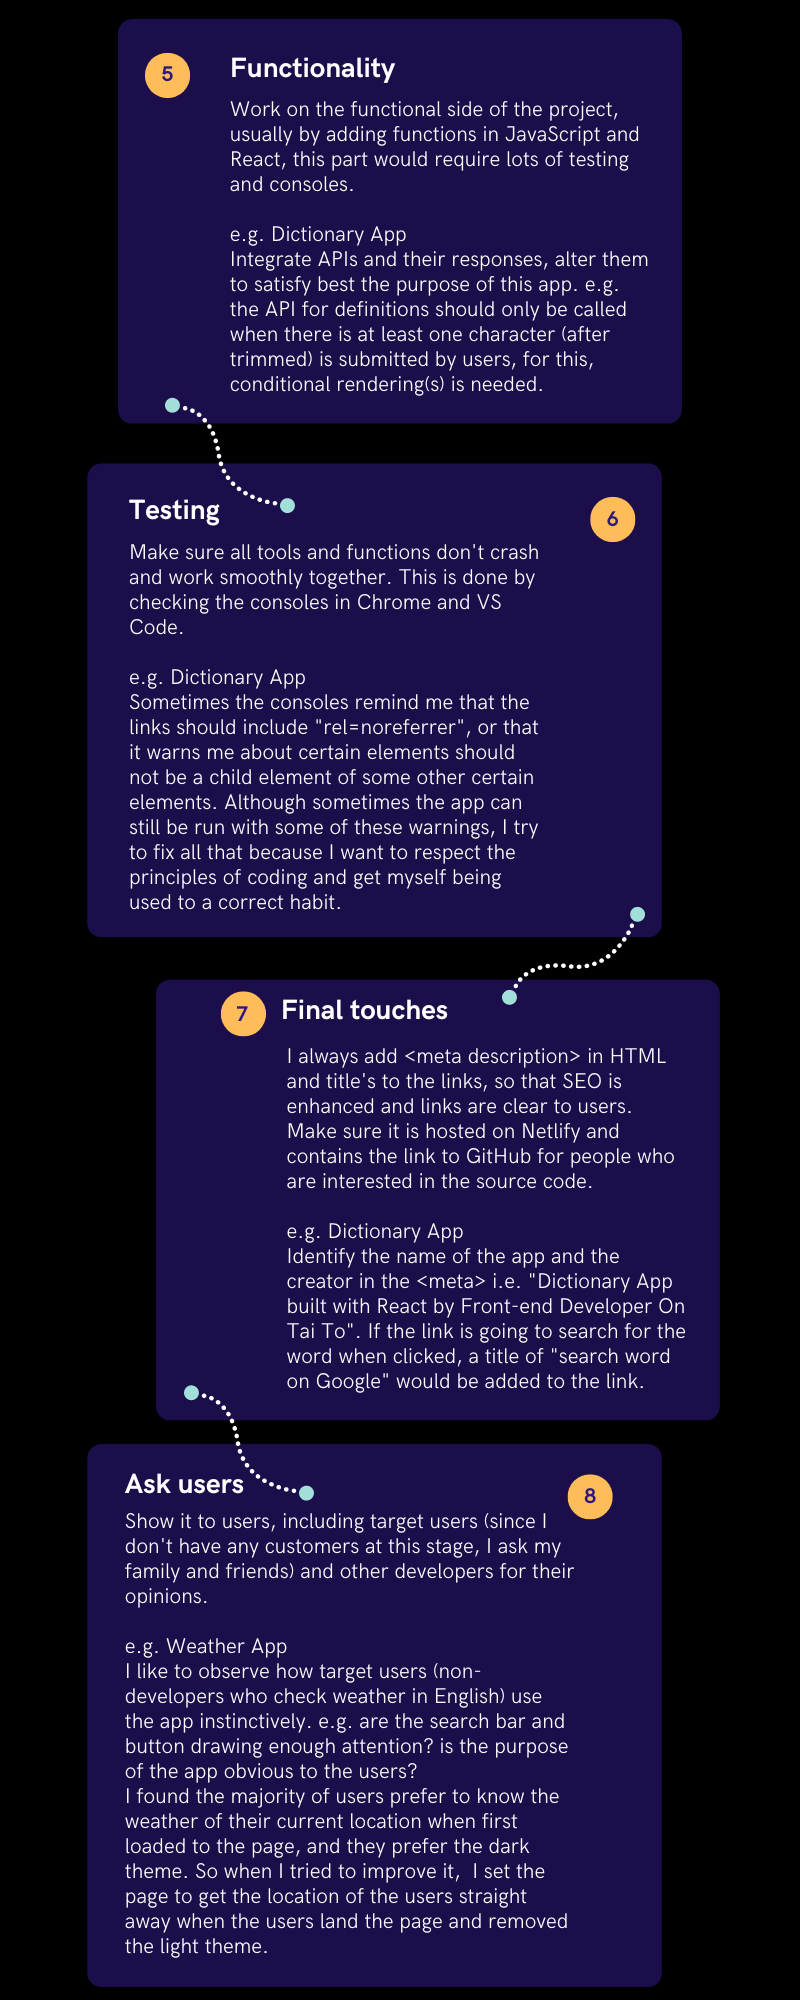 5
Functionality
Work on the functional side of the project,
usually by adding functions in JavaScript and
React, this part would require lots of testing
and consoles.
e.g. Dictionary App
Integrate APIs and their responses, alter them
to satisfy best the purpose of this app. e.g.
the API for definitions should only be called
when there is at least one character (after
trimmed) is submitted by users, for this,
conditional rendering(s) is needed.
Testing
6
Make sure all tools and functions don't crash
and work smoothly together. This is done by
checking the consoles in Chrome and VS
Code.
e.g. Dictionary App
Sometimes the consoles remind me that the
links should include "rel=noreferrer", or that
it warns me about certain elements should
not be a child element of some other certain
elements. Although sometimes the app can
still be run with some of these warnings, I try
to fix all that because I want to respect the
principles of coding and get myself being
used to a correct habit.
7
Final touches
I always add <meta description> in HTML
and title's to the links, so that SEO is
enhanced and links are clear to users.
Make sure it is hosted on Netlify and
contains the link to GitHub for people who
are interested in the source code.
e.g. Dictionary App
Identify the name of the app and the
creator in the <meta> i.e. "Dictionary App
built with React by Front-end Developer On
Tai To". If the link is going to search for the
word when clicked, a title of "search word
on Google" would be added to the link.
Ask users
8
Show it to users, including target users (since I
don't have any customers at this stage, I ask my
family and friends) and other developers for their
opinions.
e.g. Weather App
I like to observe how target users (non-
developers who check weather in English) use
the app instinctively. e.g. are the search bar and
button drawing enough attention? is the purpose
of the app obvious to the users?
I found the majority of users prefer to know the
weather of their current location when first
loaded to the page, and they prefer the dark
theme. So when I tried to improve it,  I set the
page to get the location of the users straight
away when the users land the page and removed
the light theme.